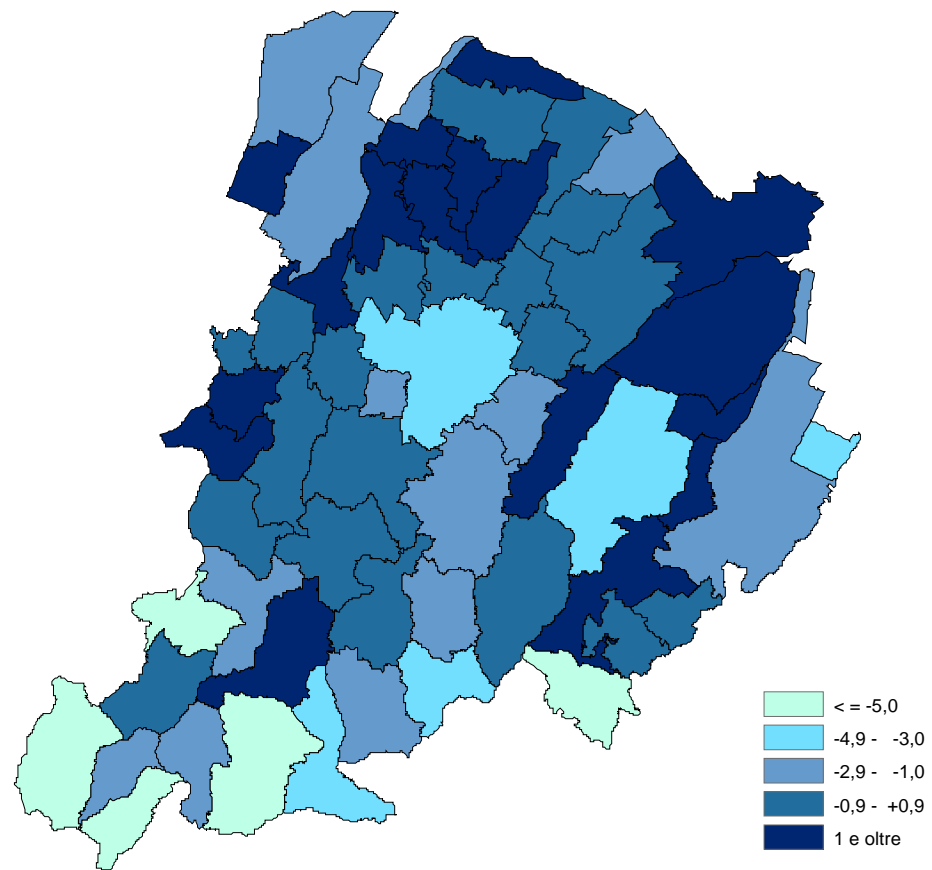 < = -5,0
-4,9 - -3,0
-2,9 - -1,0
-0,9 - +0,9
1 e oltre